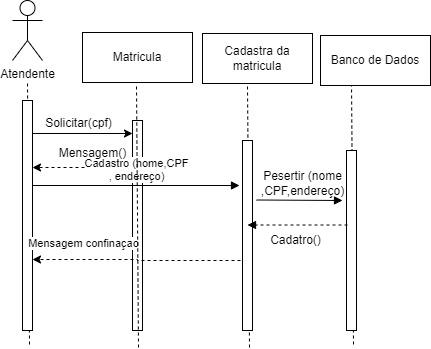 Matricula
Cadastra da
matricula
Banco de Dados
Atendente
Solicitar(cpf)
Mensagem()
Cadastro (nome,CPF
, endereço)
Pesertir (nome
,CPF,endereço)
Cadatro()
Mensagem confinaçao